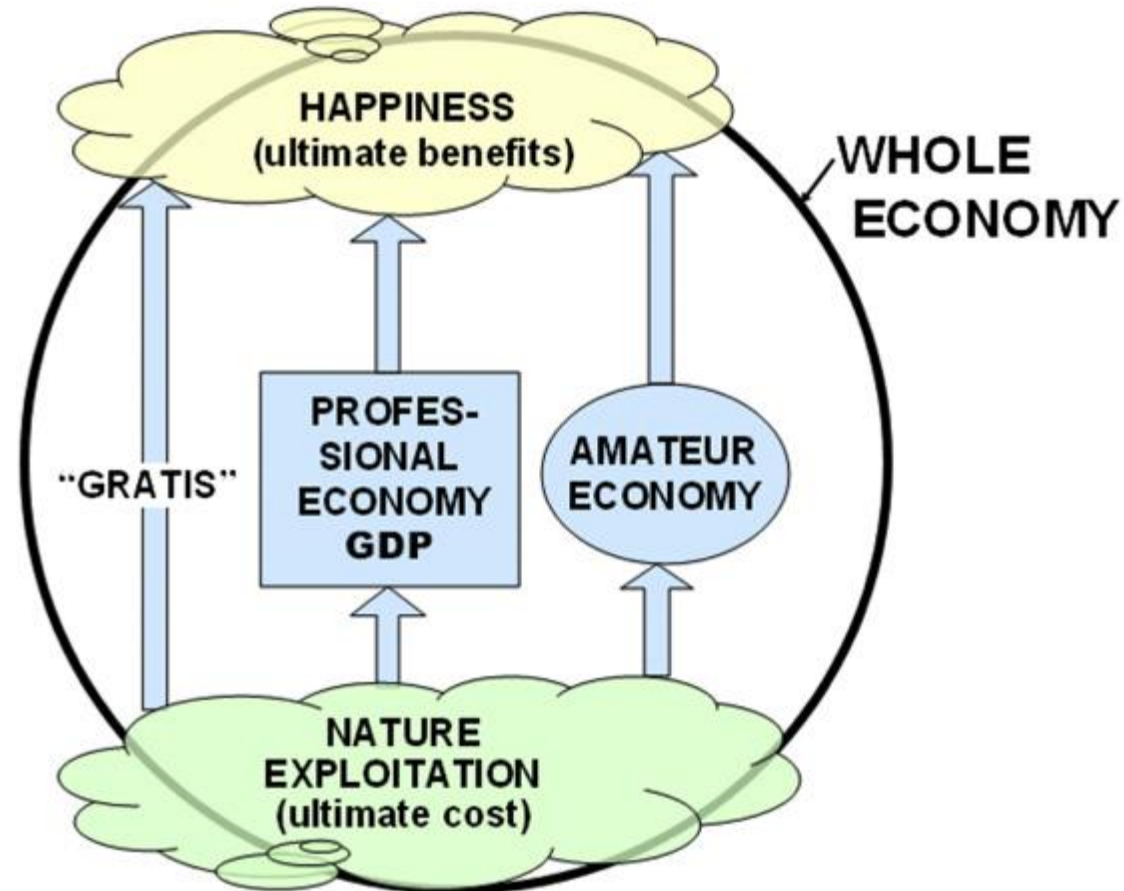 HAPPINESS
(ultimate benefits)
WHOLE
ECONOMY
“GRATIS”
PROFES-
SIONAL
ECONOMY
GDP
AMATEUR
ECONOMY
NATURE
EXPLOITATION
(ultimate cost)